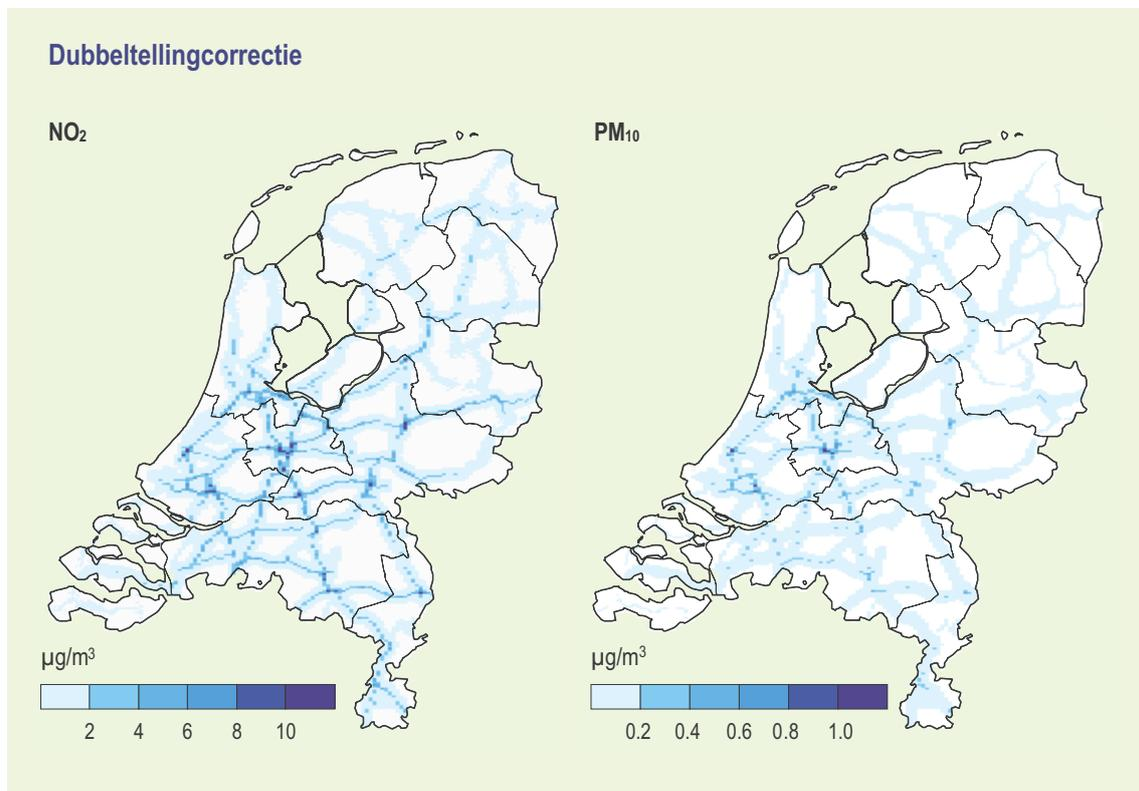 Dubbeltellingcorrectie
NO₂
PM₁₀
µg/m³
2 4 6 8 10
µg/m³
0.2 0.4 0.6 0.8 1.0